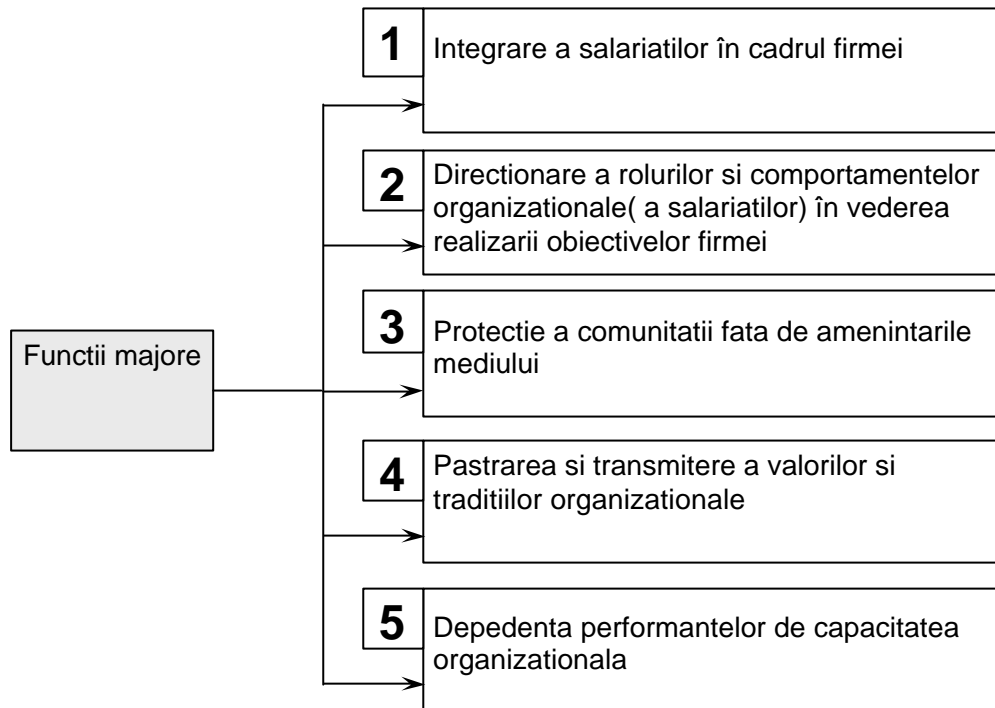 1
Integrare a salariatilor în cadrul firmei
2
Directionare a rolurilor si comportamentelor
organizationale( a salariatilor) în vederea
realizarii obiectivelor firmei
Functii majore
3
Protectie a comunitatii fata de amenintarile
mediului
4
Pastrarea si transmitere a valorilor si
traditiilor organizationale
5
Depedenta performantelor de capacitatea
organizationala